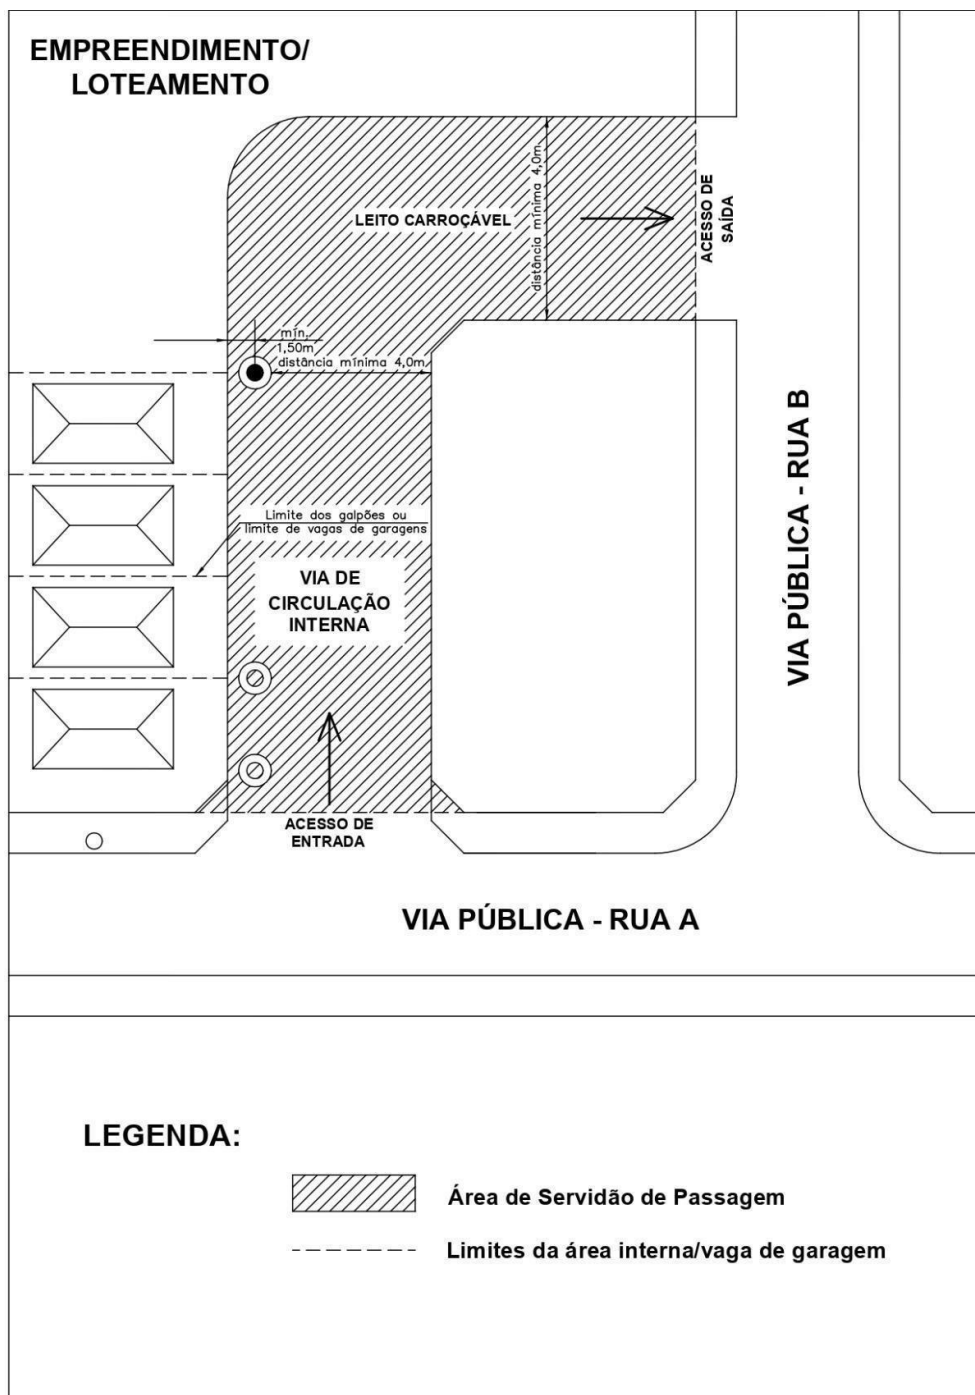 EMPREENDIMENTO/
LOTEAMENTO
distância mínima 4,0m
LEITO CARROÇÁVEL
ACESSO DE
SAÍDA
mín.
1,50m
distância mínima 4,0m
VIA PÚBLICA - RUA B
Limite dos galpões ou
limite de vagas de garagens
VIA DE
CIRCULAÇÃO
INTERNA
ACESSO DE
ENTRADA
VIA PÚBLICA - RUA A
LEGENDA:
Área de Servidão de Passagem
Limites da área interna/vaga de garagem